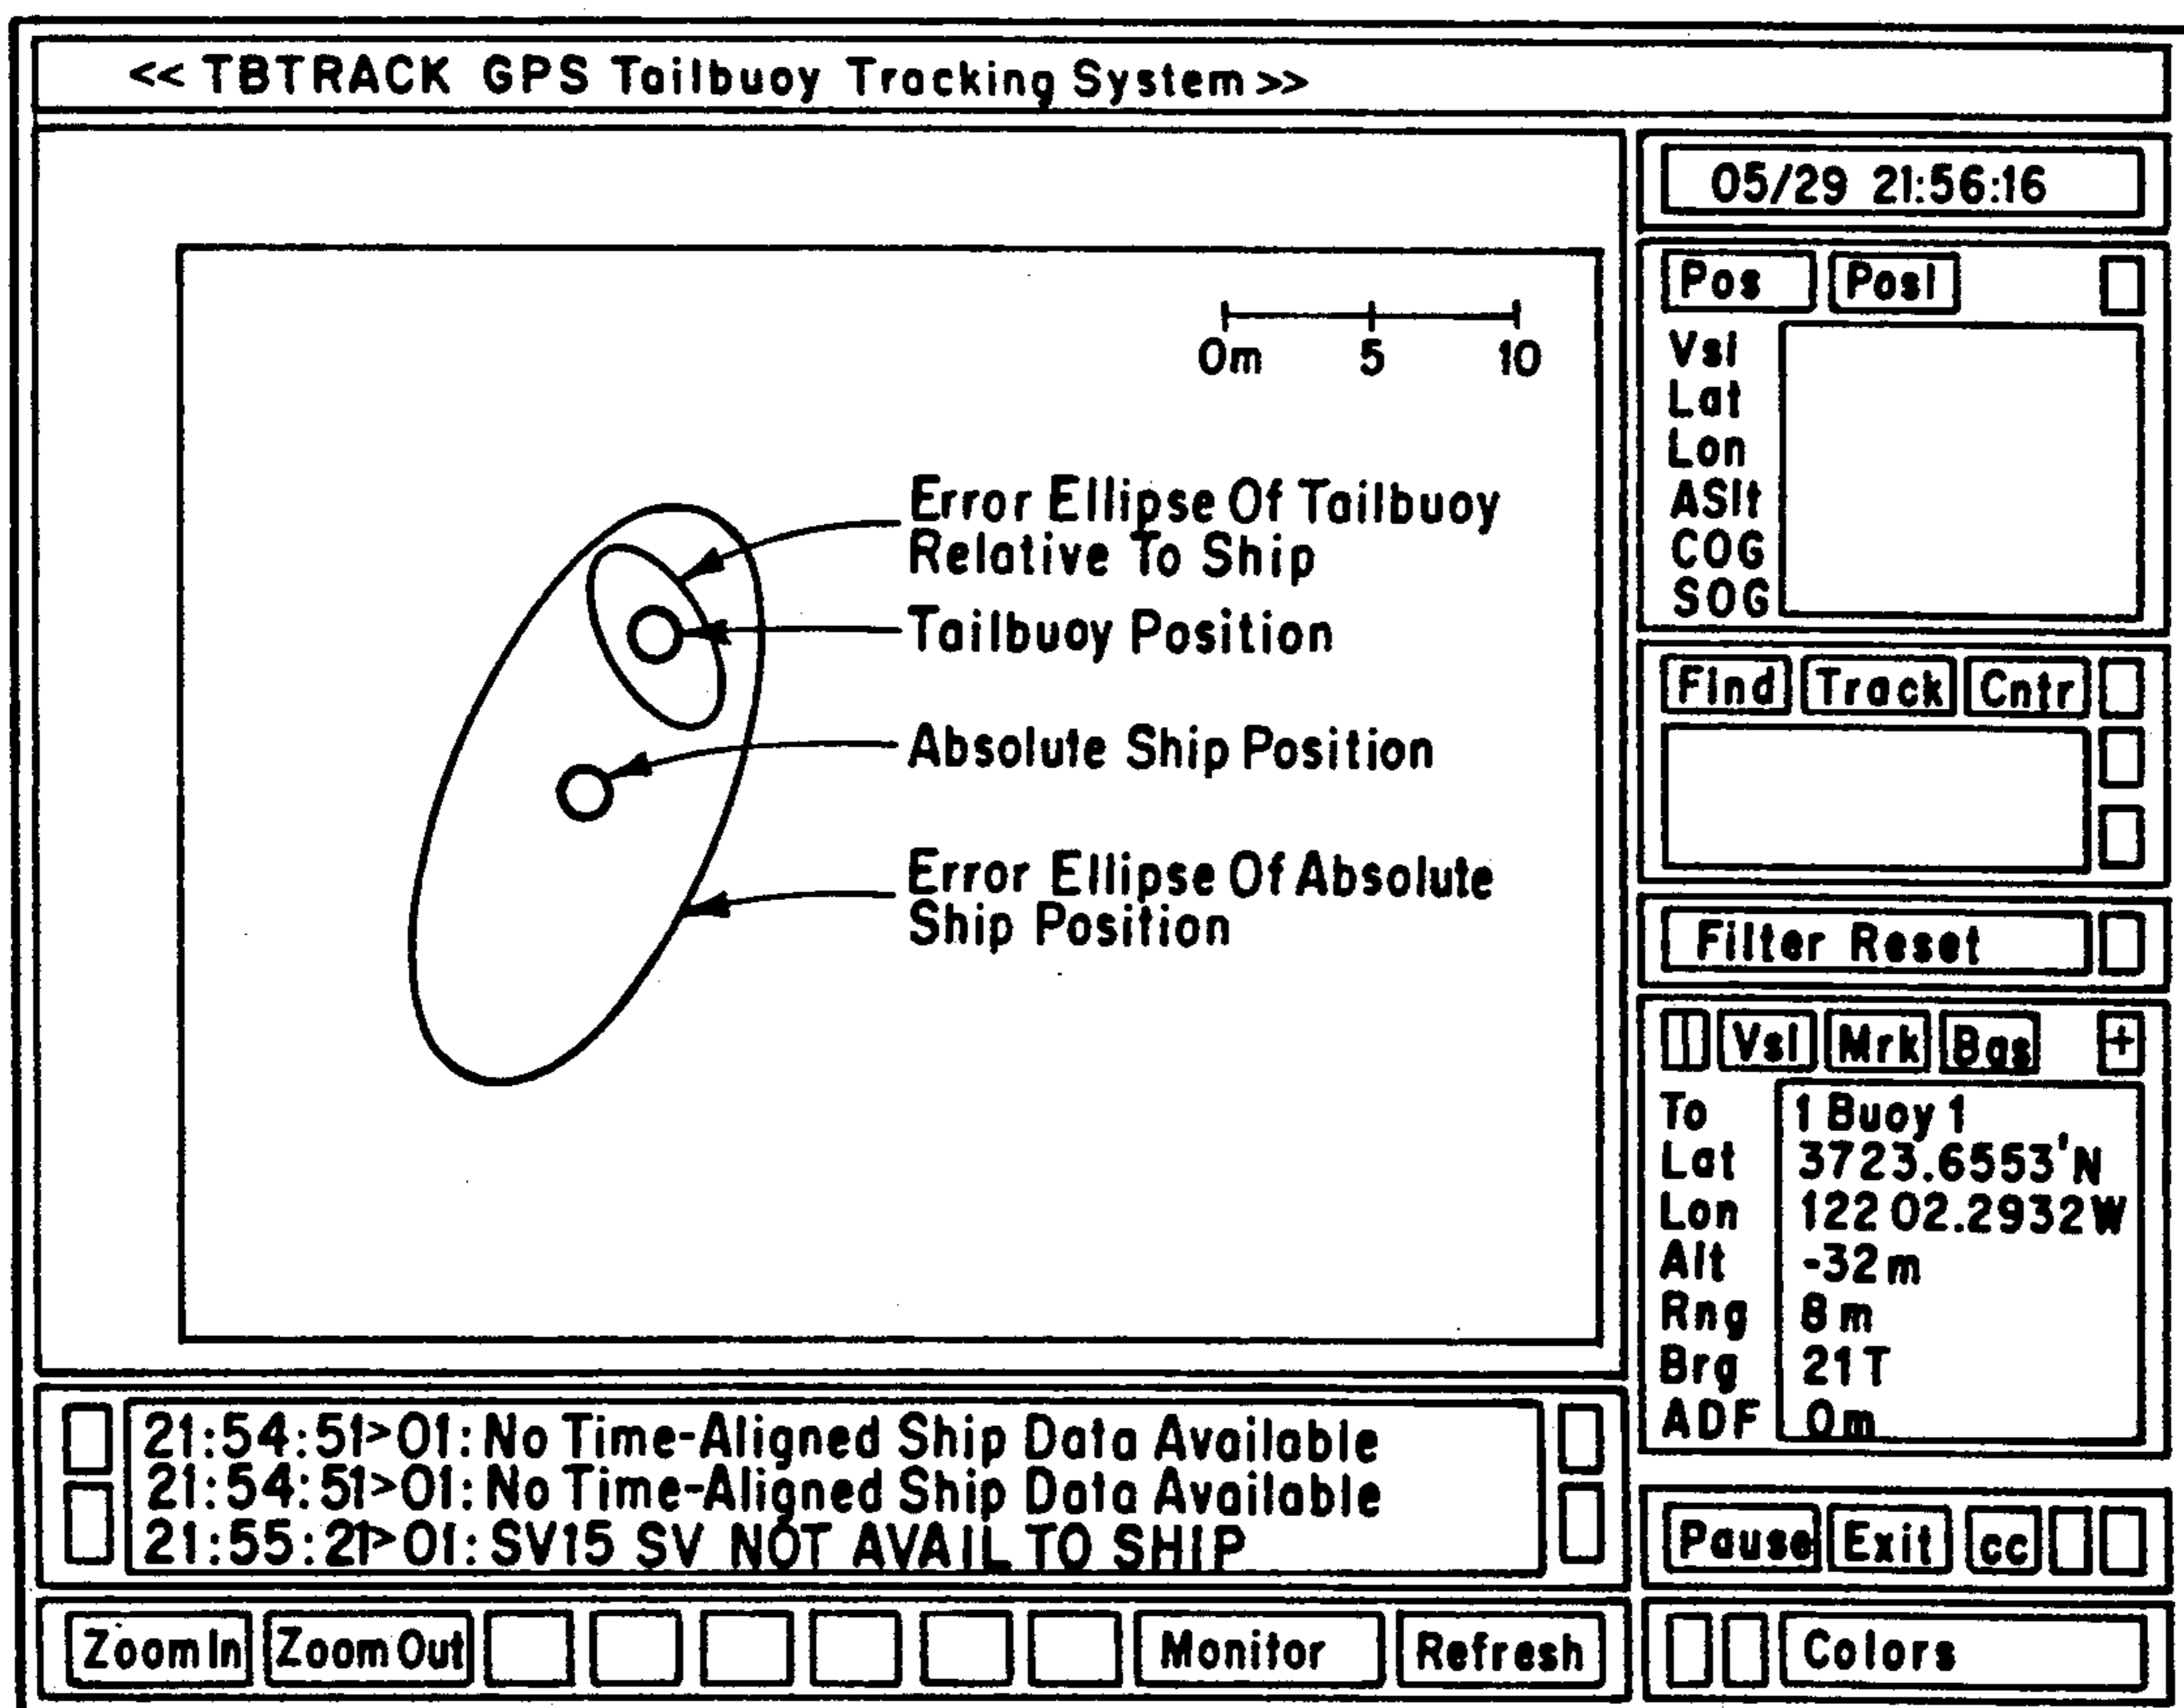 << TBTRACK GPS Tailbuoy Tracking System >>
05/29 21:56:16
Pos Posl
Vsl
Lat
Lon
ASlt
COG
SOG
0m 5 10
Error Ellipse Of Tailbuoy
Relative To Ship
Tailbuoy Position
Absolute Ship Position
Error Ellipse Of Absolute
Ship Position
Find Track Cntr
Filter Reset
Vsl Mrk Bas +
To 1 Buoy 1
Lat 3723.6553'N
Lon 122 02.2932W
Alt -32m
Rng 8m
Brg 21T
ADF 0m
21:54:51>01: No Time-Aligned Ship Data Available
21:54:51>01: No Time-Aligned Ship Data Available
21:55:21>01: SV15 SV NOT AVAIL TO SHIP
Pause Exit cc
Zoom In Zoom Out Monitor Refresh
Colors